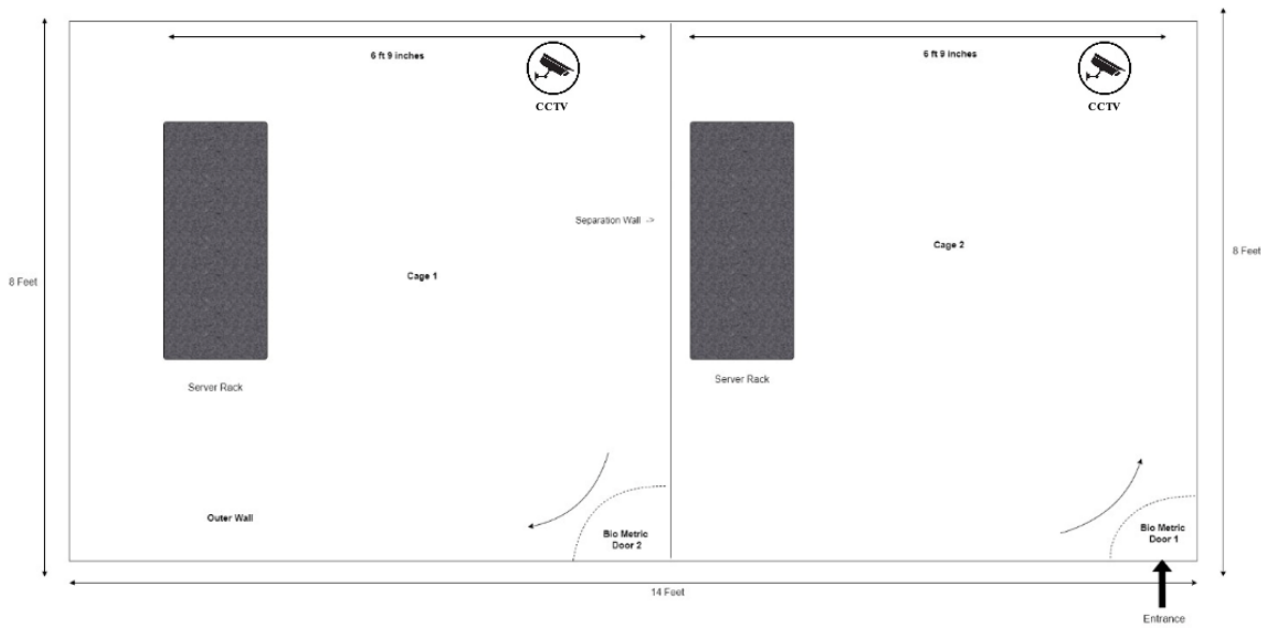 6 ft 9 inches
6 ft 9 inches
CCTV
CCTV
Separation Wall ->
Cage 1
Cage 2
8 Feet
8 Feet
Server Rack
Server Rack
Outer Wall
Bio Metric
Door 2
Bio Metric
Door 1
14 Feet
Entrance